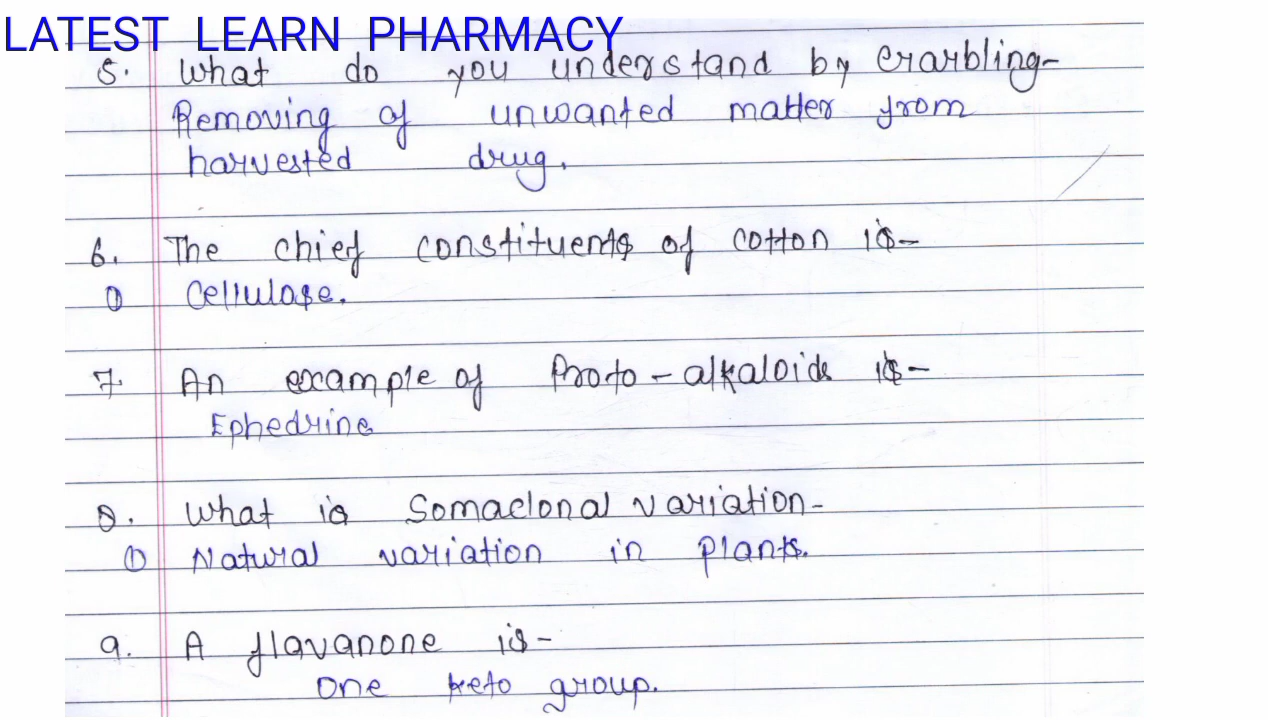 LATEST LEARN PHARMACY
5. What do you understand by crarbling-
Removing of unwanted matter from
harvested drug.
6. The chief constituents of cotton is-
① Cellulose.
7. An example of Proto-alkaloids is-
Ephedrine
8. What is Somaclonal variation-
① Natural variation in plants.
9. A flavanone is-
one keto group.